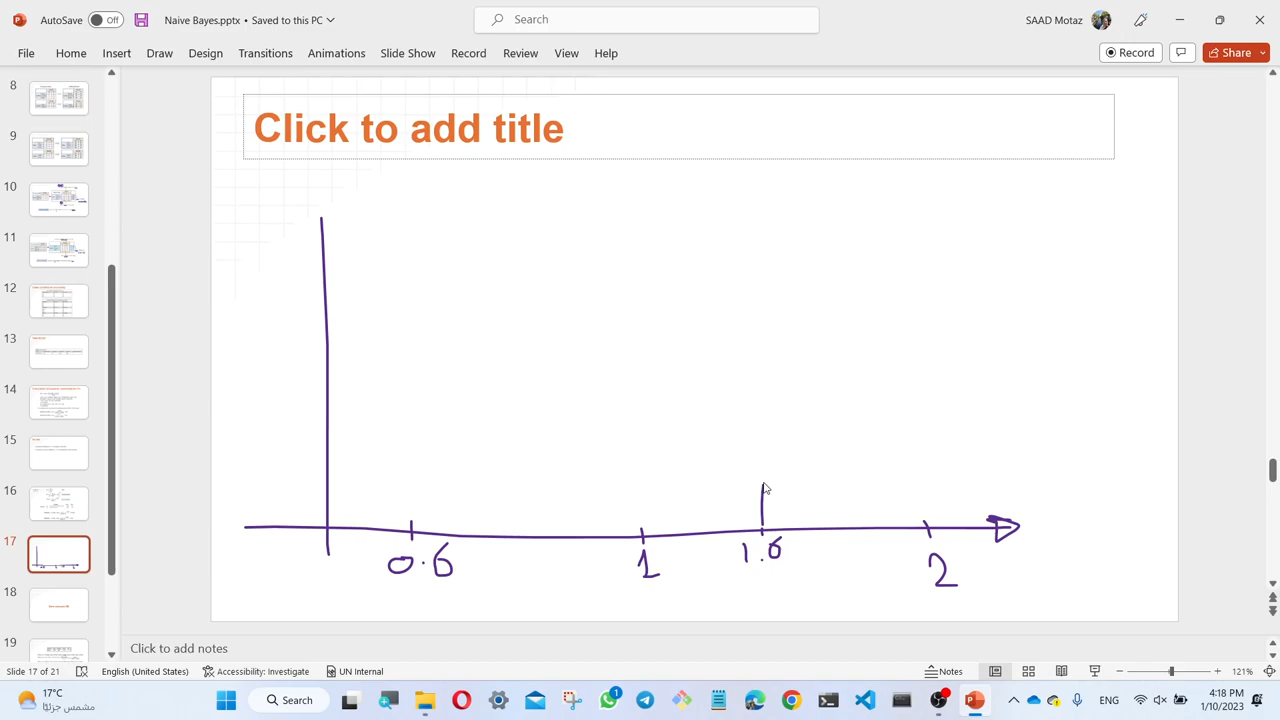 AutoSave Off Naive Bayes.pptx • Saved to this PC Search SAAD Motaz
File Home Insert Draw Design Transitions Animations Slide Show Record Review View Help Record Share
8
9
10
11
12
13
14
15
16
17
18
19
Click to add title
0.6 1 1.6 2
Click to add notes
Slide 17 of 21 English (United States) Accessibility: Investigate UN Internal Notes 121%
17°C
مشمس جزئيًا
Search
1
ENG
4:18 PM
1/10/2023